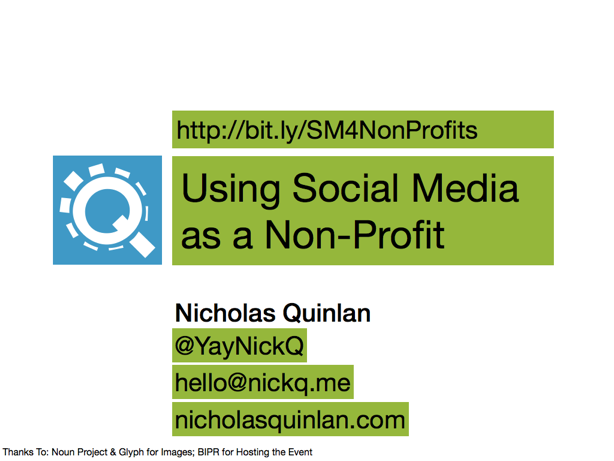 http://bit.ly/SM4NonProfits
Using Social Media
as a Non-Profit
Nicholas Quinlan
@YayNickQ
hello@nickq.me
nicholasquinlan.com
Thanks To: Noun Project & Glyph for Images; BIPR for Hosting the Event